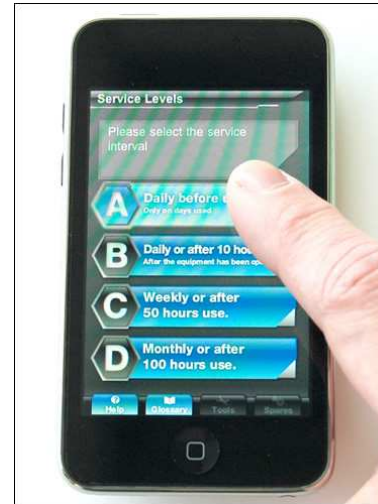 Service Levels
Please select the service
interval
A
Daily before
Only on days used
B
Daily or after 10
After the equipment has been
C
Weekly or after
50 hours use.
D
Monthly or after
100 hours use.
Help
Glossary
Tools
Spares